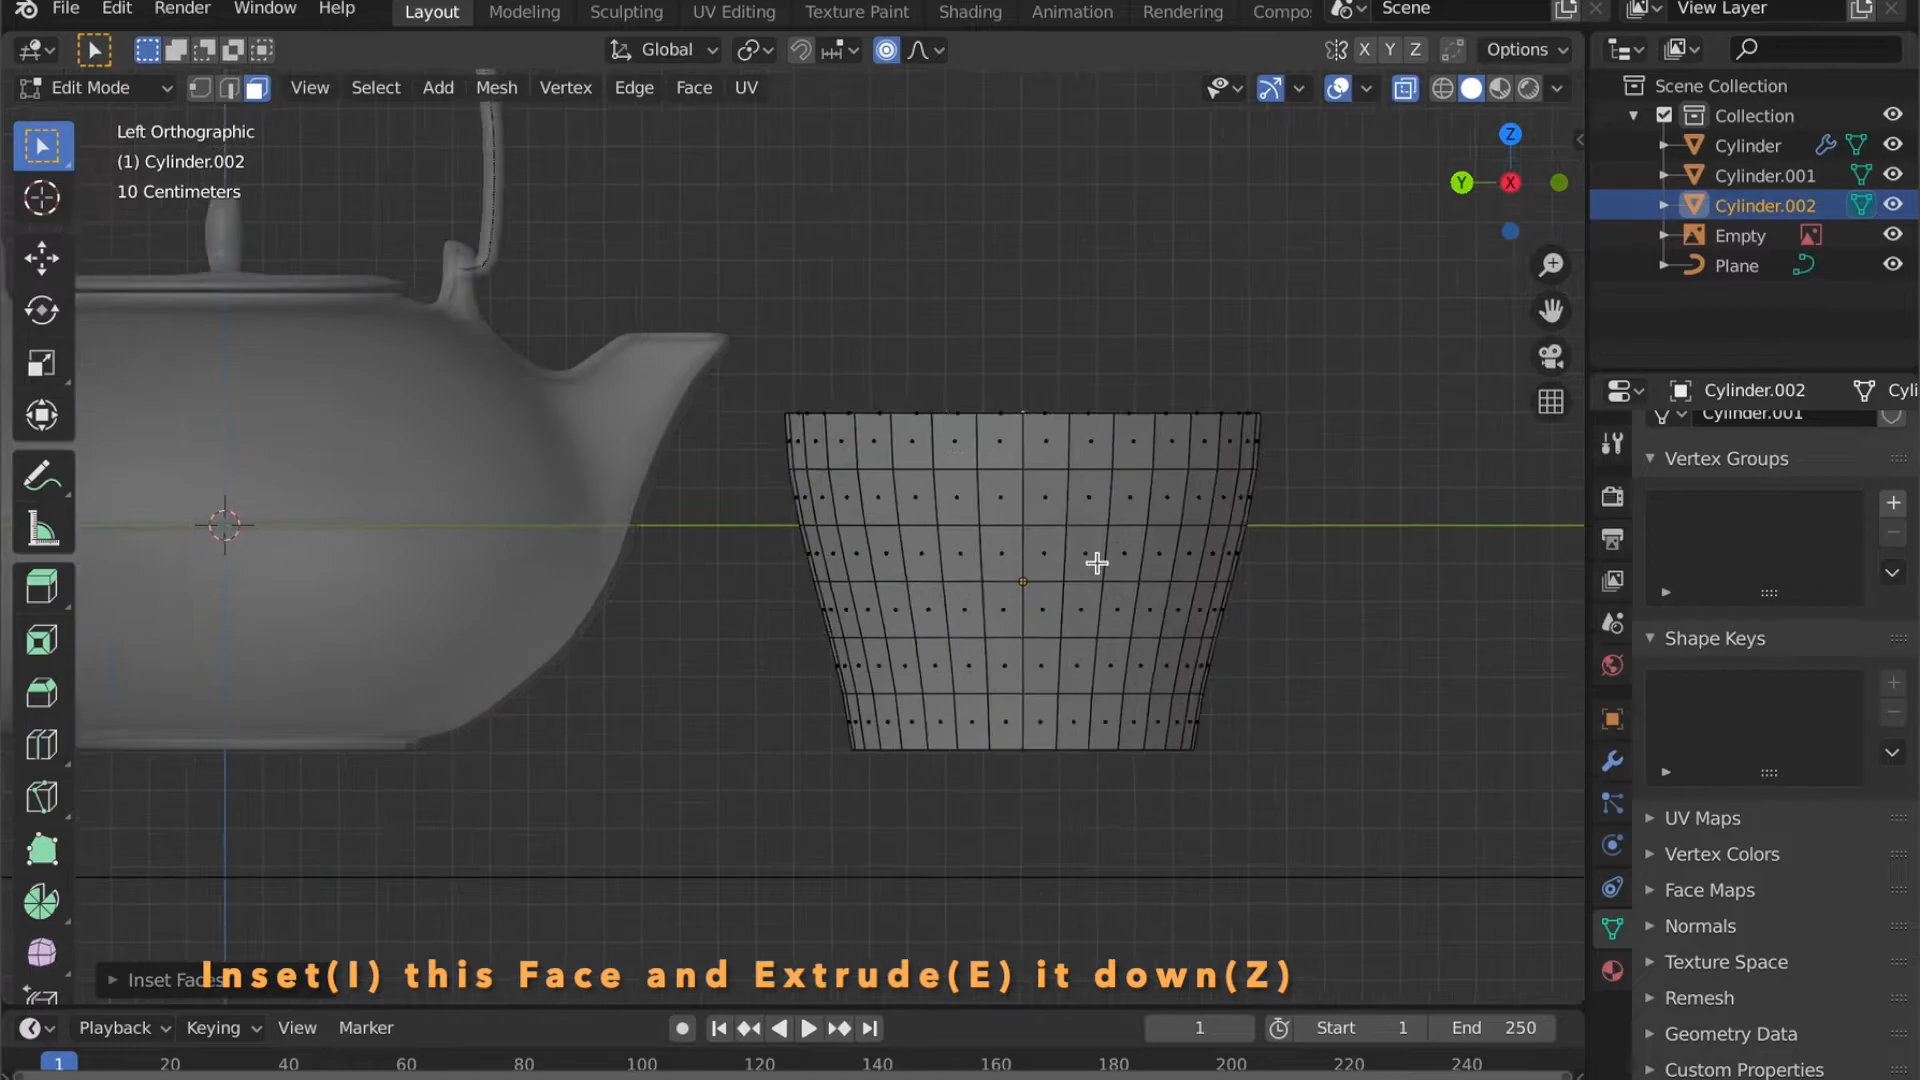 File Edit Render Window Help Layout Modeling Sculpting UV Editing Texture Paint Shading Animation Rendering Compo Scene View Layer
Global X Y Z Options
Edit Mode View Select Add Mesh Vertex Edge Face UV
Left Orthographic
(1) Cylinder.002
10 Centimeters
Z
Y X
Scene Collection
Collection
Cylinder
Cylinder.001
Cylinder.002
Empty
Plane
Cylinder.002 Cyli
Cylinder.001
Vertex Groups
Shape Keys
UV Maps
Vertex Colors
Face Maps
Normals
Texture Space
Remesh
Geometry Data
Custom Properties
Inset Faces
Inset(I) this Face and Extrude(E) it down(Z)
Playback Keying View Marker 1 Start 1 End 250
1 20 40 60 80 100 120 140 160 180 200 220 240